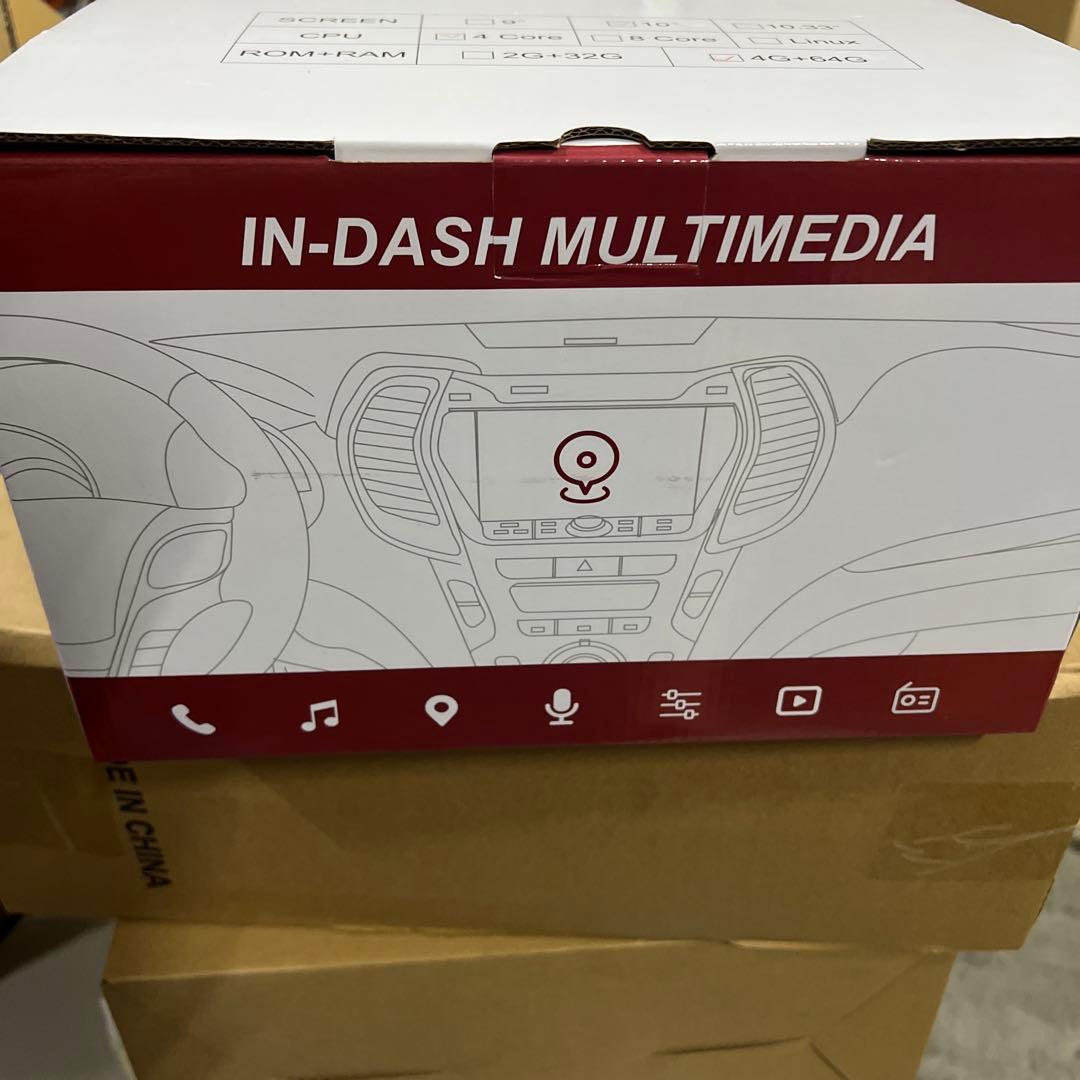 SCREEN 9" 10" 10.33"
CPU 4 Core 8 Core Linux
ROM+RAM 2G+32G 4G+64G
IN-DASH MULTIMEDIA
IN CHINA